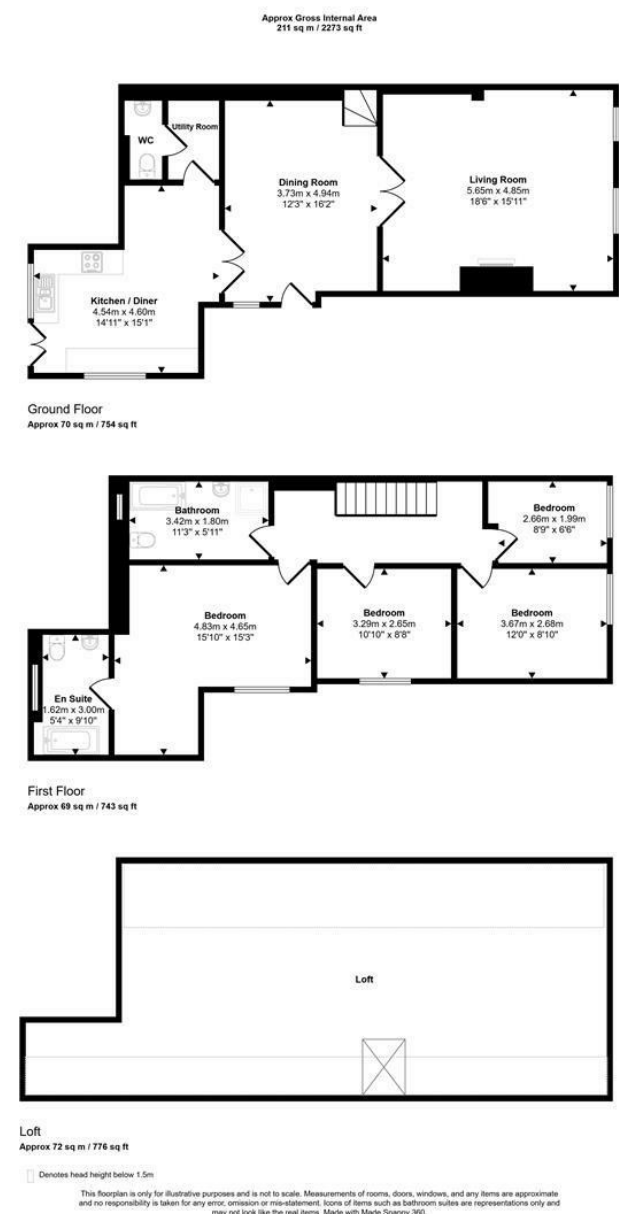 Approx Gross Internal Area
211 sq m / 2273 sq ft
WC
Utility Room
Dining Room
3.73m x 4.94m
12'3" x 16'2"
Living Room
5.65m x 4.85m
18'6" x 15'11"
Kitchen / Diner
4.54m x 4.60m
14'11" x 15'1"
Ground Floor
Approx 70 sq m / 754 sq ft
Bathroom
3.42m x 1.80m
11'3" x 5'11"
Bedroom
2.66m x 1.99m
8'9" x 6'6"
Bedroom
4.83m x 4.65m
15'10" x 15'3"
Bedroom
3.29m x 2.65m
10'10" x 8'8"
Bedroom
3.67m x 2.68m
12'0" x 8'10"
En Suite
1.62m x 3.00m
5'4" x 9'10"
First Floor
Approx 69 sq m / 743 sq ft
Loft
Loft
Approx 72 sq m / 776 sq ft
Denotes head height below 1.5m
This floorplan is only for illustrative purposes and is not to scale. Measurements of rooms, doors, windows, and any items are approximate
and no responsibility is taken for any error, omission or mis-statement. Icons of items such as bathroom suites are representations only and
may not look like the real items. Made with Made Snappy 360.